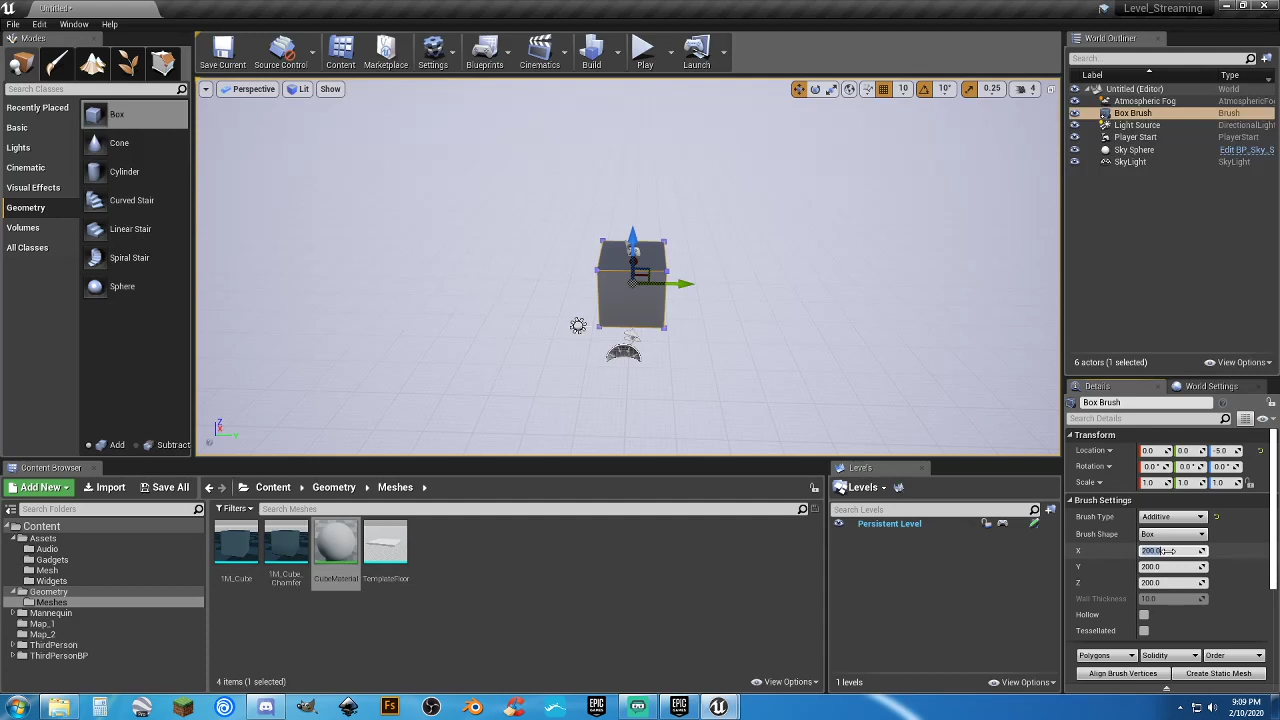 Untitled*
Level_Streaming
File Edit Window Help
Modes
Search Classes
Recently Placed
Basic
Lights
Cinematic
Visual Effects
Geometry
Volumes
All Classes
Box
Cone
Cylinder
Curved Stair
Linear Stair
Spiral Stair
Sphere
Add Subtract
Save Current Source Control Content Marketplace Settings Blueprints Cinematics Build Play Launch
Perspective Lit Show
10 10° 0.25 4
World Outliner
Search...
Label Type
Untitled (Editor) World
Atmospheric Fog AtmosphericFo
Box Brush Brush
Light Source DirectionalLight
Player Start PlayerStart
Sky Sphere Edit BP_Sky_S
SkyLight SkyLight
6 actors (1 selected) View Options
Details World Settings
Box Brush
Search Details
Transform
Location 0.0 0.0 -5.0
Rotation 0.0° 0.0° 0.0°
Scale 1.0 1.0 1.0
Brush Settings
Brush Type Additive
Brush Shape Box
X 200.0
Y 200.0
Z 200.0
Wall Thickness 10.0
Hollow
Tessellated
Polygons Solidity Order
Align Brush Vertices Create Static Mesh
Content Browser
Add New Import Save All Content Geometry Meshes
Search Folders
Filters Search Meshes
Content
Assets
Audio
Gadgets
Mesh
Widgets
Geometry
Meshes
Mannequin
Map_1
Map_2
ThirdPerson
ThirdPersonBP
1M_Cube
1M_Cube_
Chamfer
CubeMaterial
TemplateFloor
4 items (1 selected) View Options
Levels
Levels
Search Levels
Persistent Level
1 levels View Options
9:09 PM
2/10/2020